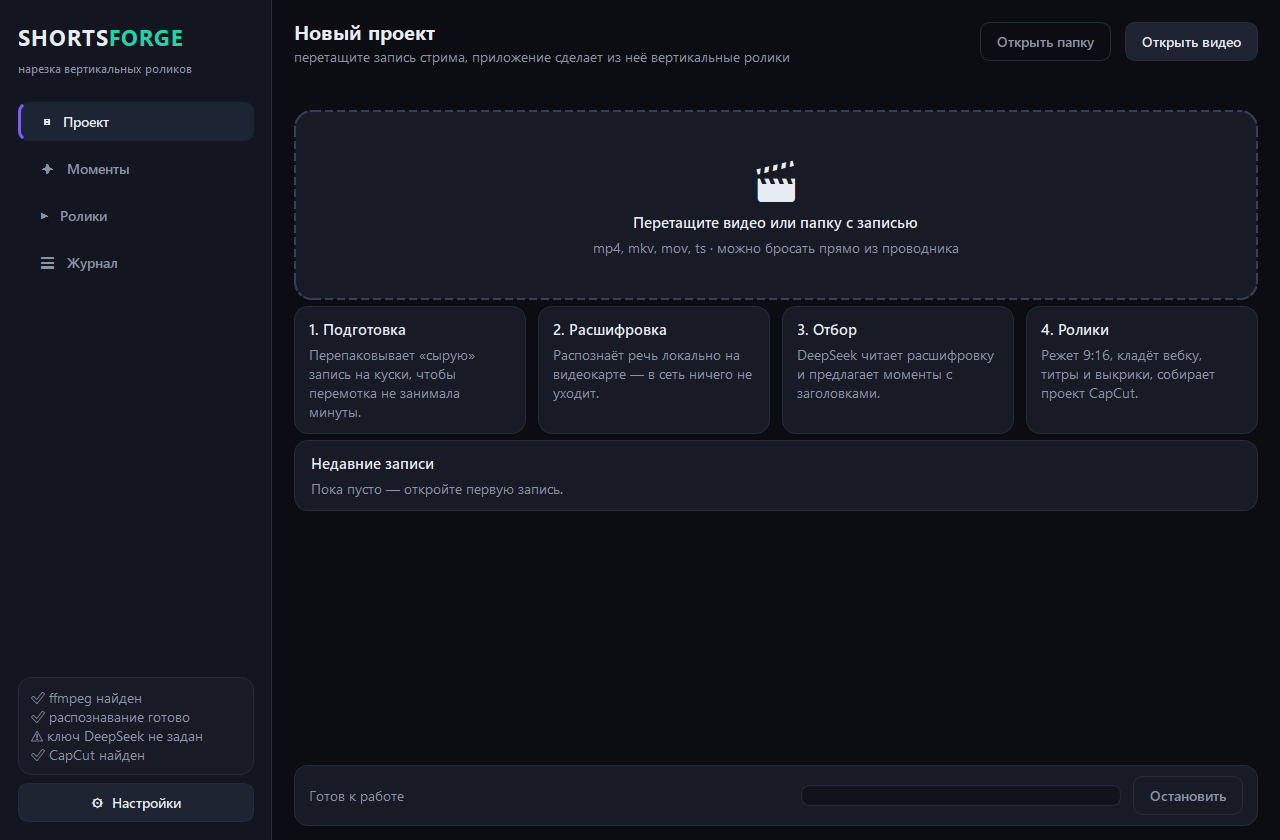 SHORTSFORGE
нарезка вертикальных роликов
Проект
Моменты
Ролики
Журнал
✓ ffmpeg найден
✓ распознавание готово
⚠ ключ DeepSeek не задан
✓ CapCut найден
⚙ Настройки
Новый проект
перетащите запись стрима, приложение сделает из неё вертикальные ролики
Открыть папку
Открыть видео
Перетащите видео или папку с записью
mp4, mkv, mov, ts · можно бросать прямо из проводника
1. Подготовка
Перепаковывает «сырую»
запись на куски, чтобы
перемотка не занимала
минуты.
2. Расшифровка
Распознаёт речь локально на
видеокарте — в сеть ничего не
уходит.
3. Отбор
DeepSeek читает расшифровку
и предлагает моменты с
заголовками.
4. Ролики
Режет 9:16, кладёт вебку,
титры и выкрики, собирает
проект CapCut.
Недавние записи
Пока пусто — откройте первую запись.
Готов к работе
Остановить